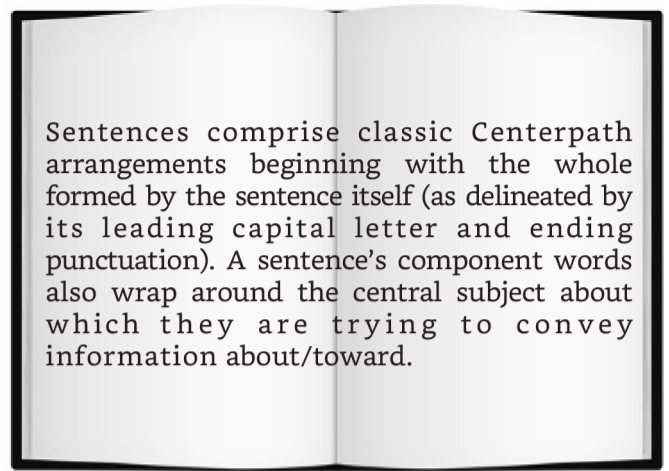 Sentences comprise classic Centerpath
arrangements beginning with the whole
formed by the sentence itself (as delineated by
its leading capital letter and ending
punctuation). A sentence’s component words
also wrap around the central subject about
which they are trying to convey
information about/toward.